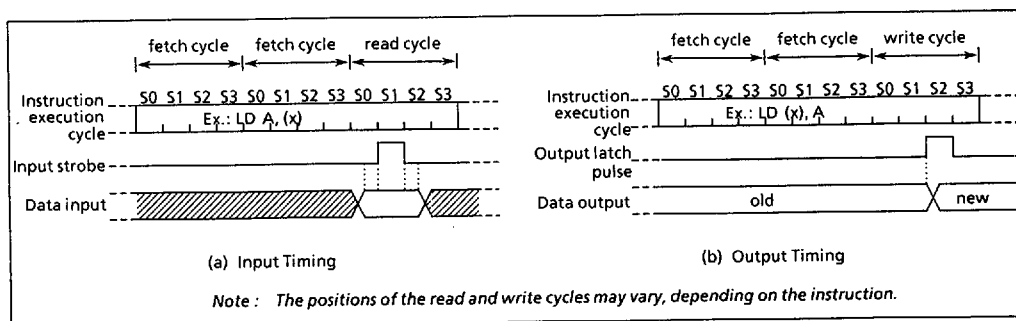 fetch cycle fetch cycle read cycle
S0 S1 S2 S3 S0 S1 S2 S3 S0 S1 S2 S3
Instruction
execution
cycle
Ex.: LD A, (x)
Input strobe
Data input
(a) Input Timing
fetch cycle fetch cycle write cycle
S0 S1 S2 S3 S0 S1 S2 S3 S0 S1 S2 S3
Instruction
execution
cycle
Ex.: LD (x), A
Output latch
pulse
Data output
old
new
(b) Output Timing
Note : The positions of the read and write cycles may vary, depending on the instruction.